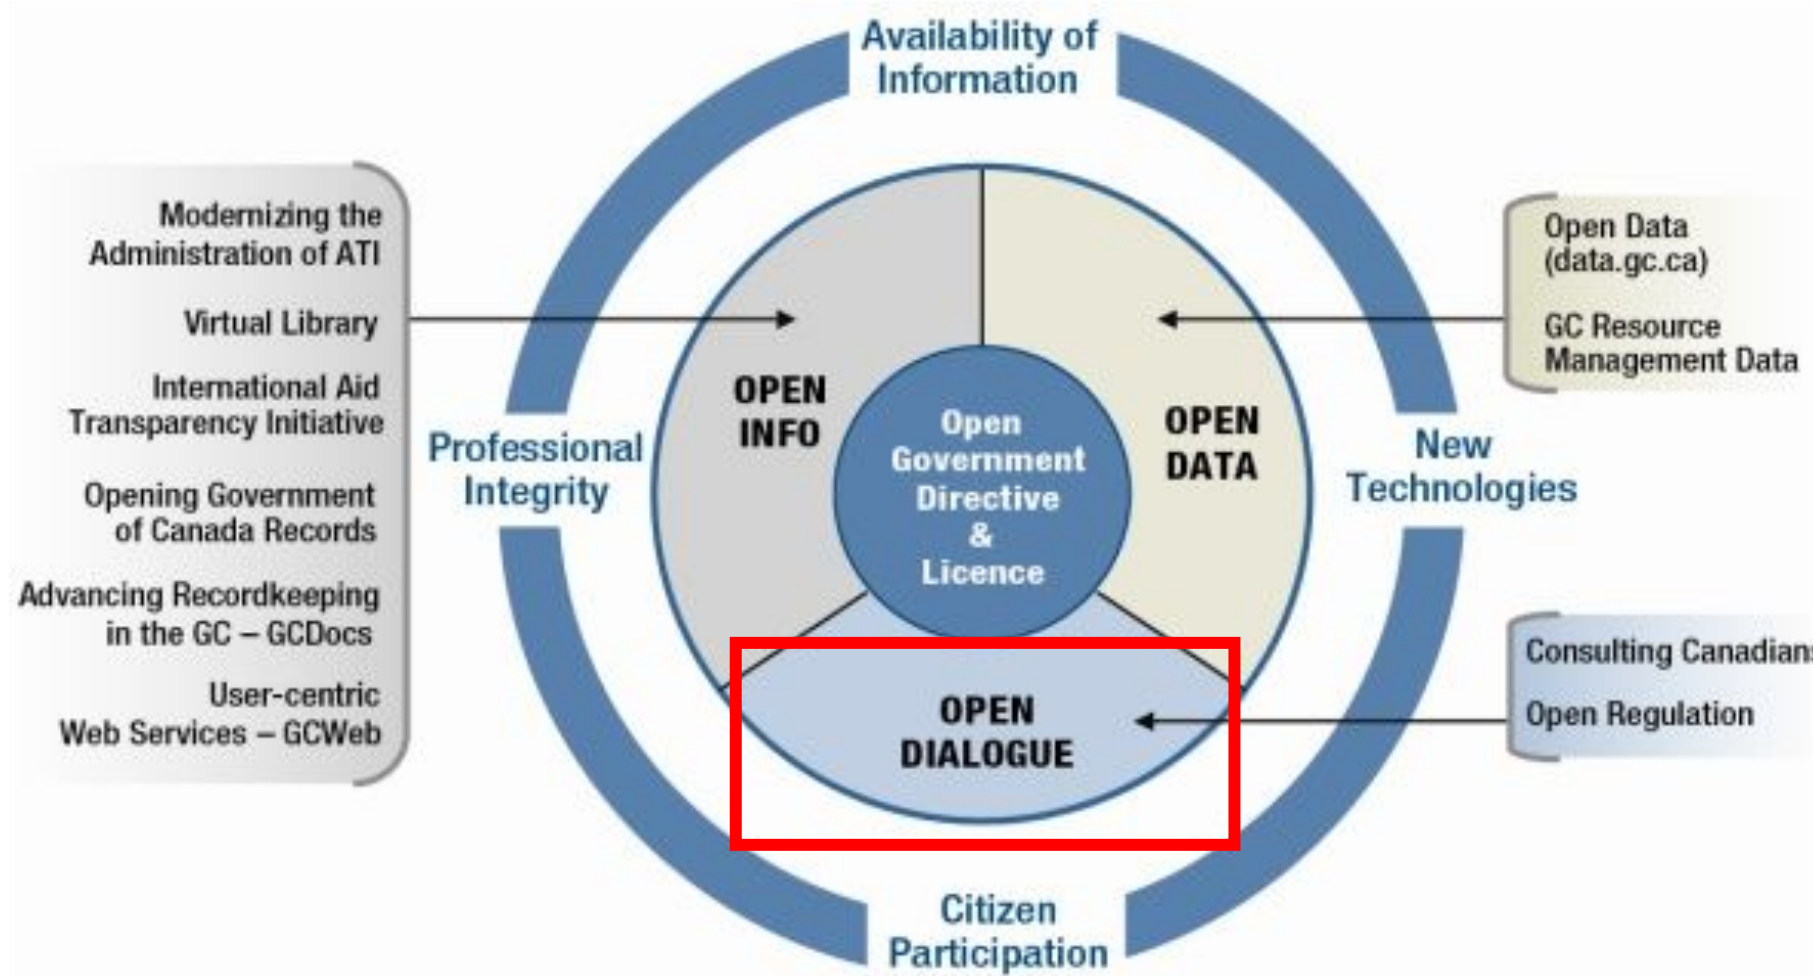 Availability of
Information
Modernizing the
Administration of ATI
Virtual Library
International Aid
Transparency Initiative
Opening Government
of Canada Records
Advancing Recordkeeping
in the GC – GCDocs
User-centric
Web Services – GCWeb
Professional
Integrity
OPEN
INFO
Open
Government
Directive
&
Licence
OPEN
DATA
New
Technologies
Open Data
(data.gc.ca)
GC Resource
Management Data
OPEN
DIALOGUE
Consulting Canadians
Open Regulation
Citizen
Participation